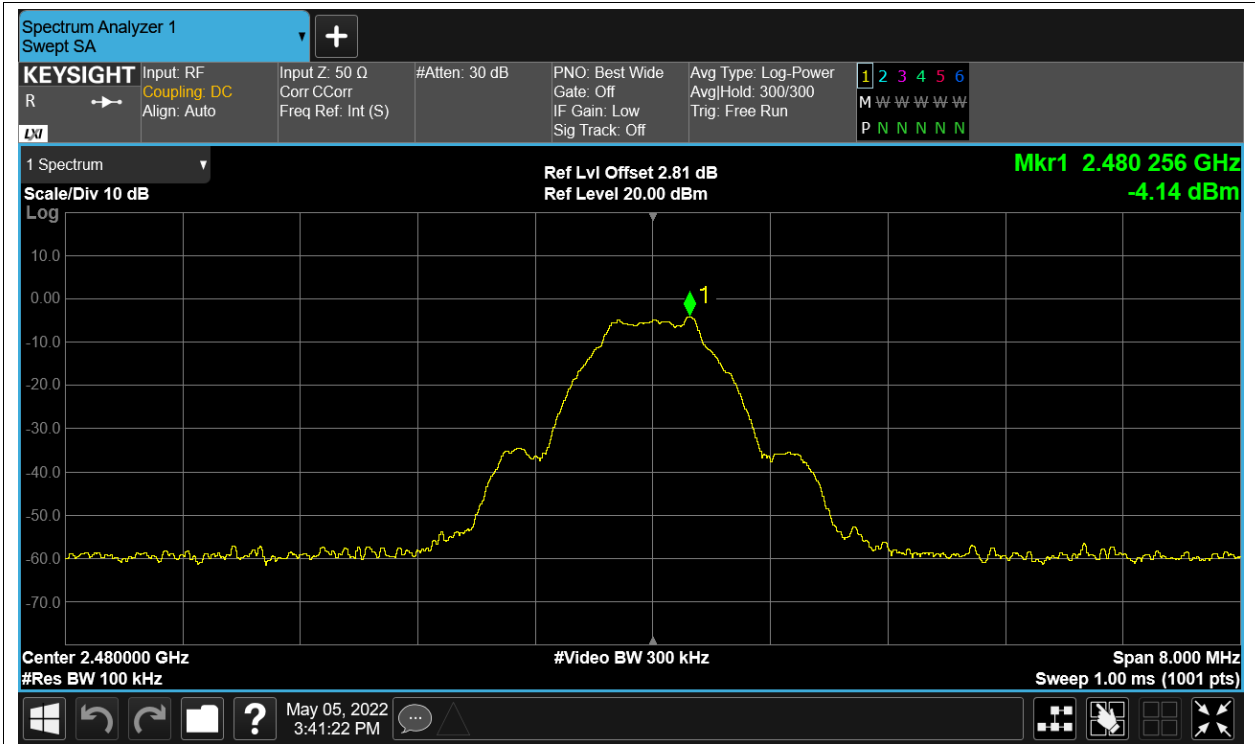 Spectrum Analyzer 1
Swept SA
KEYSIGHT
R
LXI
Input: RF
Coupling: DC
Align: Auto
Input Z: 50 Ω
Corr CCorr
Freq Ref: Int (S)
#Atten: 30 dB
PNO: Best Wide
Gate: Off
IF Gain: Low
Sig Track: Off
Avg Type: Log-Power
Avg|Hold: 300/300
Trig: Free Run
1 2 3 4 5 6
M W W W W W
P N N N N N
1 Spectrum
Scale/Div 10 dB
Log
Ref Lvl Offset 2.81 dB
Ref Level 20.00 dBm
Mkr1 2.480 256 GHz
-4.14 dBm
10.0
0.00
-10.0
-20.0
-30.0
-40.0
-50.0
-60.0
-70.0
1
Center 2.480000 GHz
#Res BW 100 kHz
#Video BW 300 kHz
Span 8.000 MHz
Sweep 1.00 ms (1001 pts)
?
May 05, 2022
3:41:22 PM